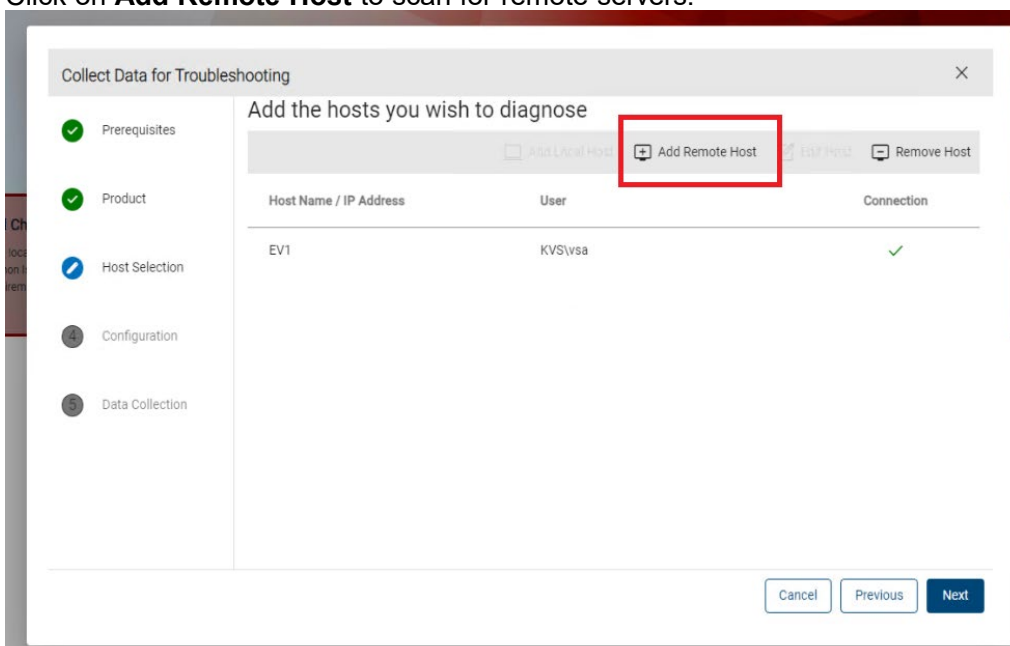 Click on Add Remote Host to scan for remote servers.
Collect Data for Troubleshooting
Add the hosts you wish to diagnose
Add Local Host Add Remote Host Edit Host Remove Host
Prerequisites
Product
Host Selection
4 Configuration
5 Data Collection
Host Name / IP Address User Connection
EV1 KVS\vsa
Cancel Previous Next